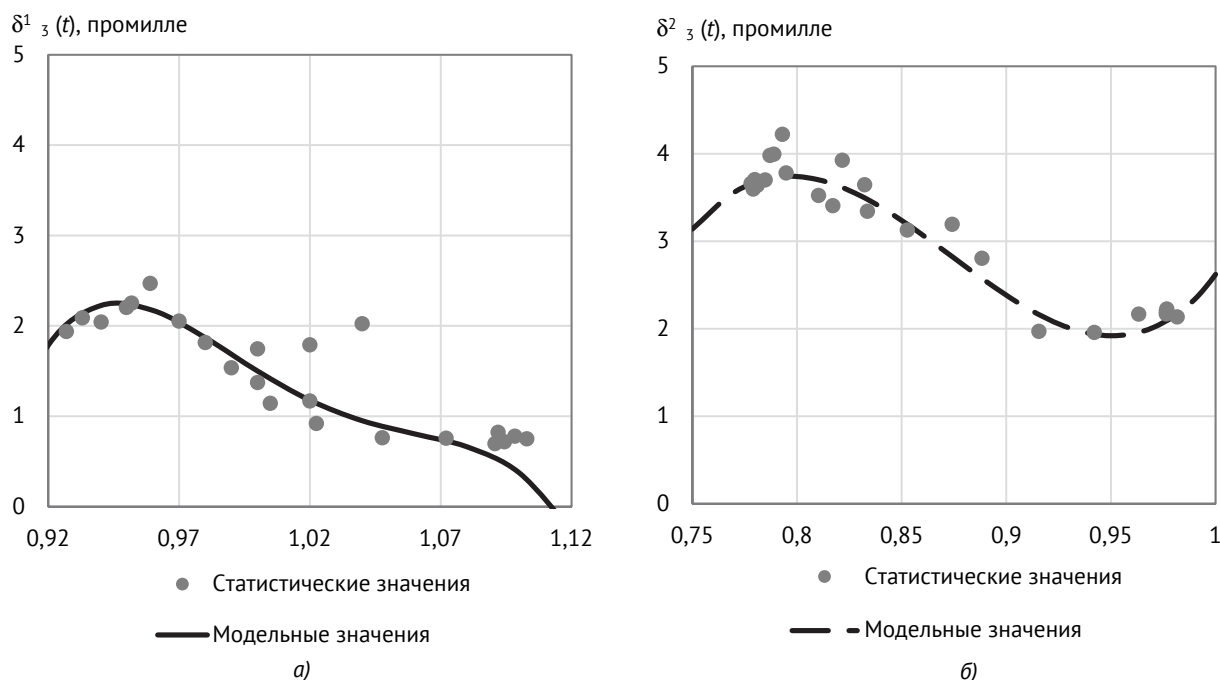 δ¹ ₃ (t), промилле
5
4
3
2
1
0
0,92 0,97 1,02 1,07 1,12
Статистические значения
Модельные значения
а)
δ² ₃ (t), промилле
5
4
3
2
1
0
0,75 0,8 0,85 0,9 0,95 1
Статистические значения
Модельные значения
б)